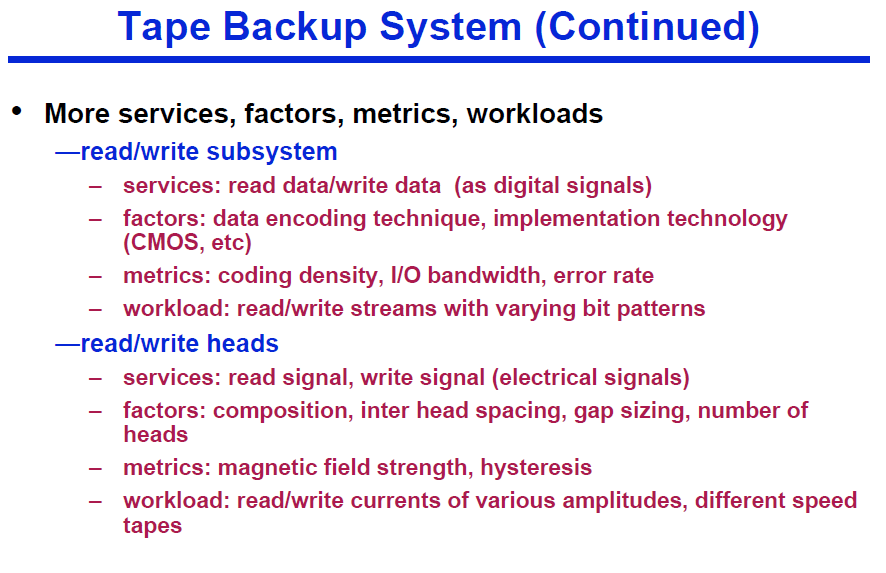 Tape Backup System (Continued)
• More services, factors, metrics, workloads
—read/write subsystem
– services: read data/write data (as digital signals)
– factors: data encoding technique, implementation technology
(CMOS, etc)
– metrics: coding density, I/O bandwidth, error rate
– workload: read/write streams with varying bit patterns
—read/write heads
– services: read signal, write signal (electrical signals)
– factors: composition, inter head spacing, gap sizing, number of
heads
– metrics: magnetic field strength, hysteresis
– workload: read/write currents of various amplitudes, different speed
tapes